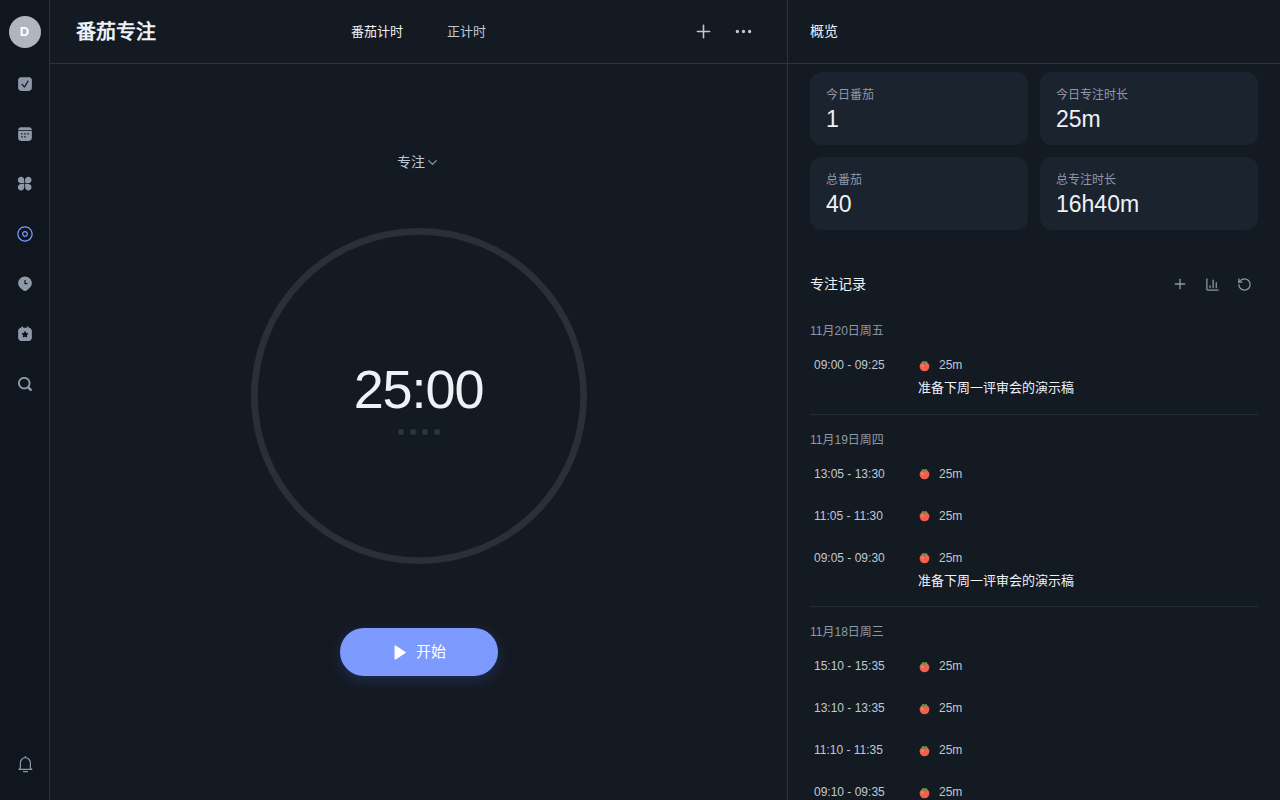 D
番茄专注
番茄计时
正计时
专注
25:00
开始
概览
今日番茄
1
今日专注时长
25m
总番茄
40
总专注时长
16h40m
专注记录
11月20日周五
09:00 - 09:25
25m
准备下周一评审会的演示稿
11月19日周四
13:05 - 13:30
25m
11:05 - 11:30
25m
09:05 - 09:30
25m
准备下周一评审会的演示稿
11月18日周三
15:10 - 15:35
25m
13:10 - 13:35
25m
11:10 - 11:35
25m
09:10 - 09:35
25m